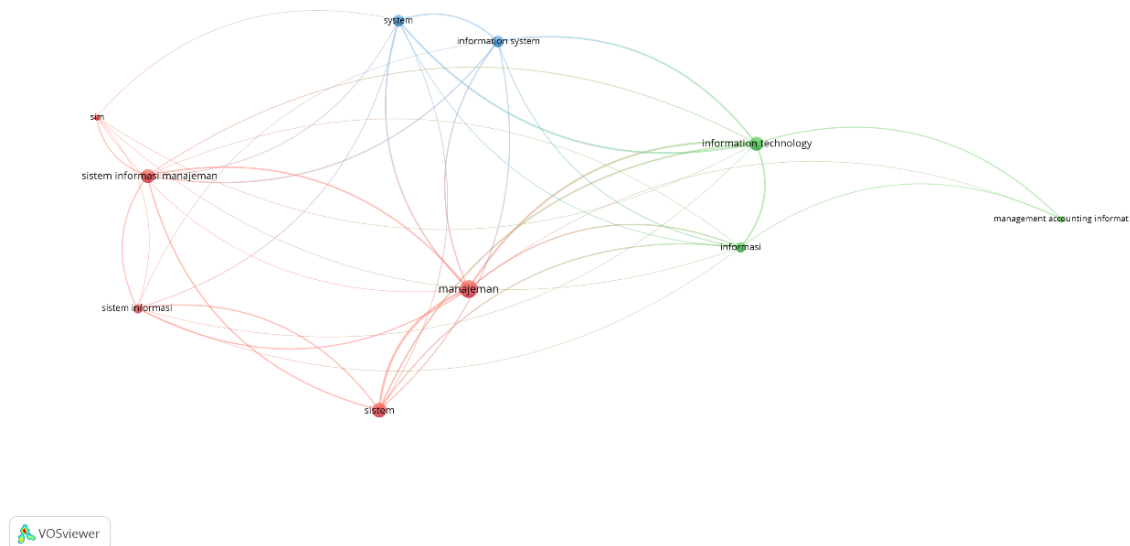 system
information system
sim
information technology
sistem informasi manajeman
management accounting informat
informasi
manajeman
sistem informasi
sistem
VOSviewer